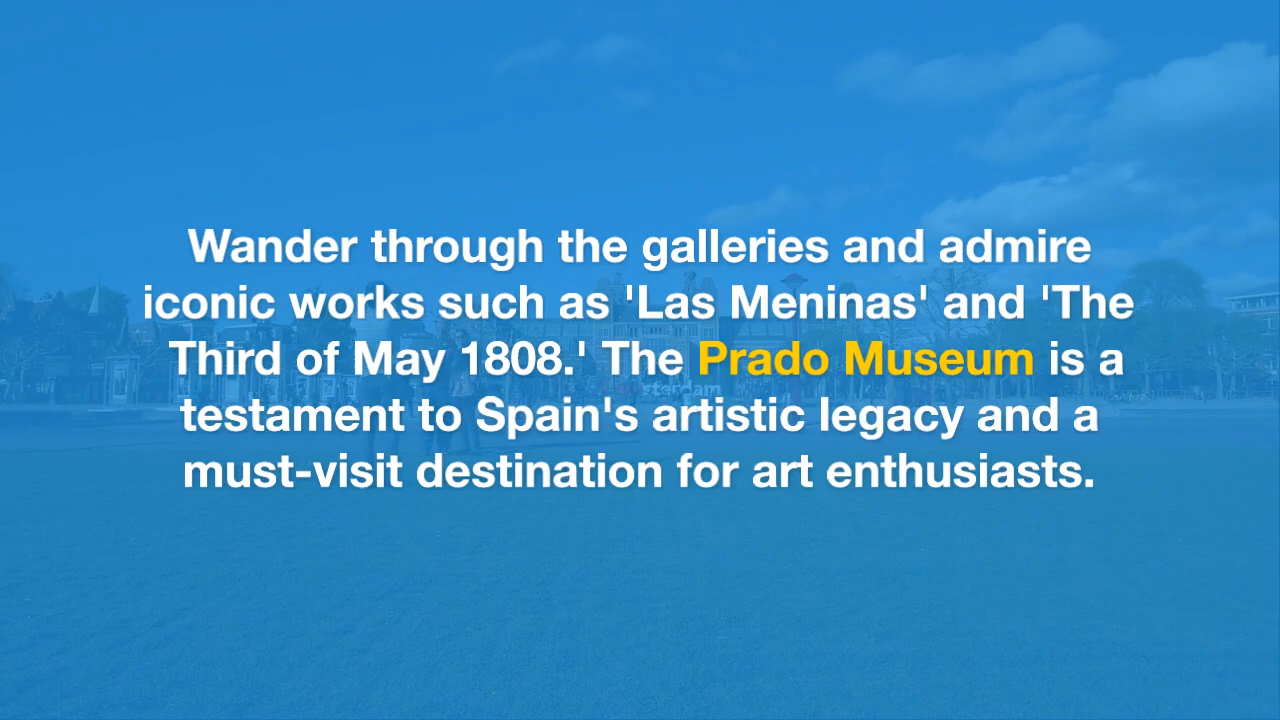 Wander through the galleries and admire
iconic works such as 'Las Meninas' and 'The
Third of May 1808.' The Prado Museum is a
testament to Spain's artistic legacy and a
must-visit destination for art enthusiasts.